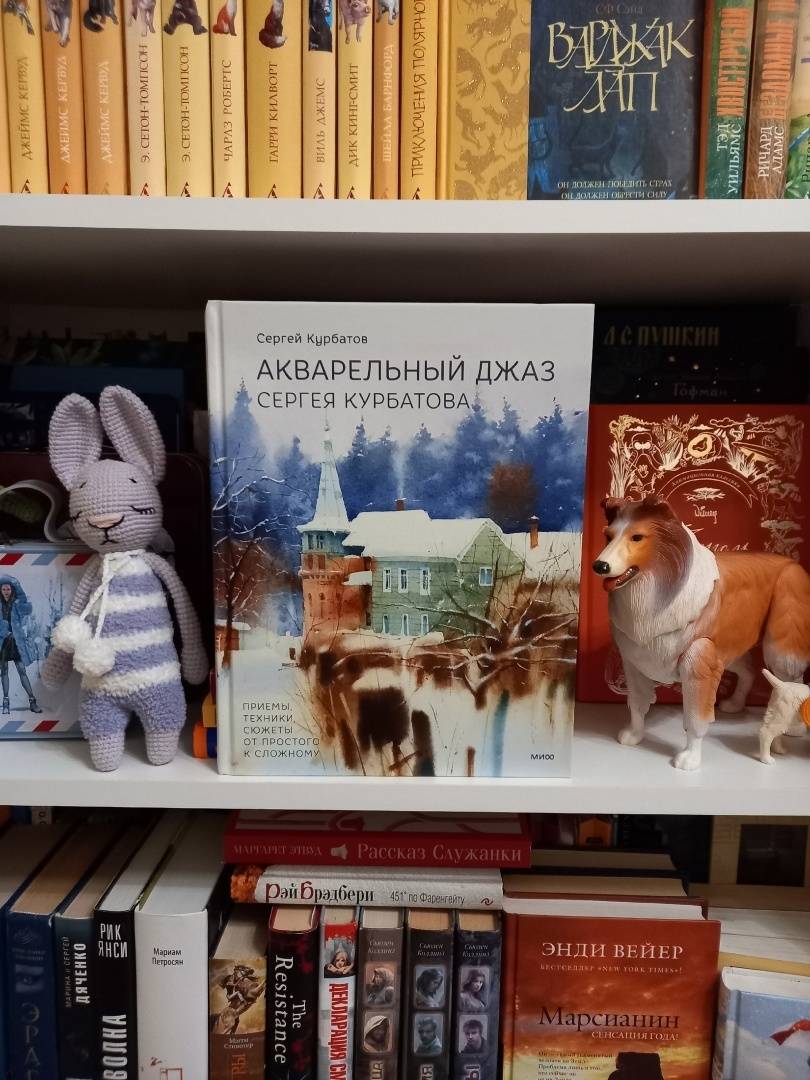 ДЖЕЙМС КЕРВУД
ДЖЕЙМС КЕРВУД
ДЖЕЙМС КЕРВУД
Э. СЕТОН-ТОМПСОН
Э. СЕТОН-ТОМПСОН
ЧАРЛЗ РОБЕРТС
ГАРРИ КИЛВОРТ
ВИЛЬ ДЖЕМС
ДИК КИНГ-СМИТ
ШЕЙЛА БАРНФОРД
ПРИКЛЮЧЕНИЯ
ВАРДЖАК
ЛАП
ОН ДОЛЖЕН ПОБЕДИТЬ СТРАХ
ОН ДОЛЖЕН ОБРЕСТИ СИЛУ
ТЭД
УИЛЬЯМС
РИЧАРД
АДАМС
Сергей Курбатов
АКВАРЕЛЬНЫЙ ДЖАЗ
СЕРГЕЯ КУРБАТОВА
ПРИЕМЫ,
ТЕХНИКИ,
СЮЖЕТЫ
ОТ ПРОСТОГО
К СЛОЖНОМУ
МИФ
А С ПУШКИН
Гофман
МАРГАРЕТ ЭТВУД
Рассказ Служанки
Рэй Брэдбери
451° по Фаренгейту
МАРИНА И СЕРГЕЙ
ДЯЧЕНКО
РИК
ЯНСИ
ВОЛНА
Мариам
Петросян
The
Resistance
ДЕКЛАРАЦИЯ
Сьюзен
Коллинз
Сьюзен
Коллинз
Сьюзен
Коллинз
ЭНДИ ВЕЙЕР
БЕСТСЕЛЛЕР «NEW YORK TIMES»!
Марсианин
СЕНСАЦИЯ ГОДА!